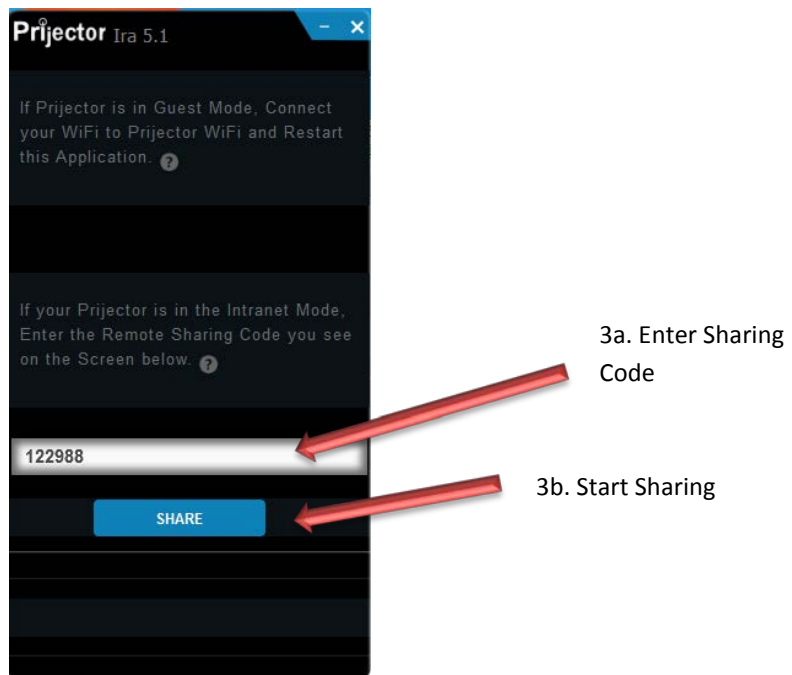 Prijector Ira 5.1
If Prijector is in Guest Mode, Connect
your WiFi to Prijector WiFi and Restart
this Application. ?
If your Prijector is in the Intranet Mode,
Enter the Remote Sharing Code you see
on the Screen below. ?
3a. Enter Sharing
Code
122988
3b. Start Sharing
SHARE